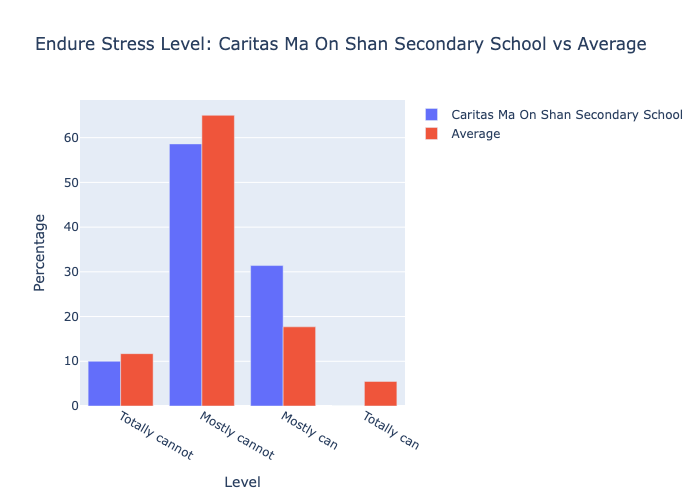 Endure Stress Level: Caritas Ma On Shan Secondary School vs Average
Caritas Ma On Shan Secondary School
Average
60
50
40
30
20
10
0
Percentage
Totally cannot
Mostly cannot
Mostly can
Totally can
Level